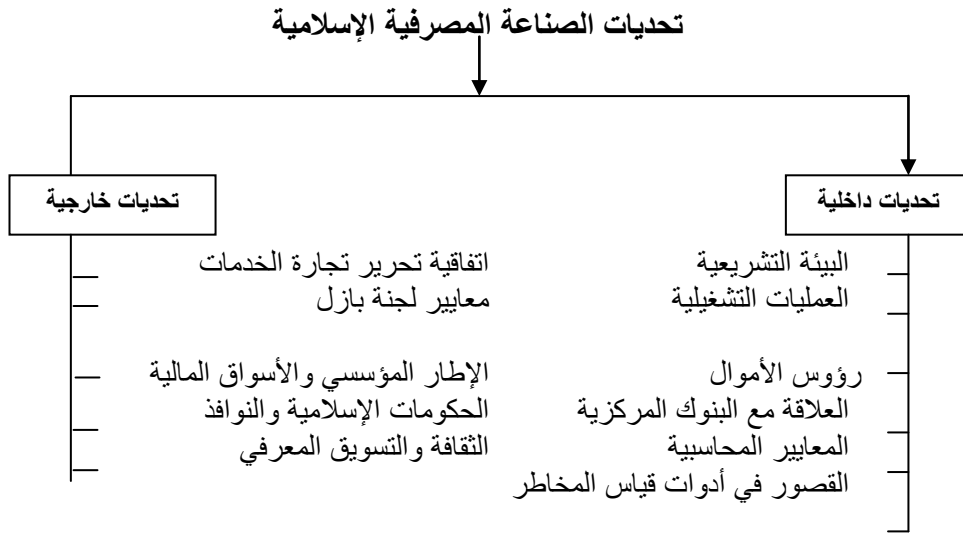 تحديات الصناعة المصرفية الإسلامية
تحديات داخلية
البيئة التشريعية
العمليات التشغيلية
رؤوس الأموال
العلاقة مع البنوك المركزية
المعايير المحاسبية
القصور في أدوات قياس المخاطر
تحديات خارجية
اتفاقية تحرير تجارة الخدمات
معايير لجنة بازل
الإطار المؤسسي والأسواق المالية
الحكومات الإسلامية والنوافذ
الثقافة والتسويق المعرفي